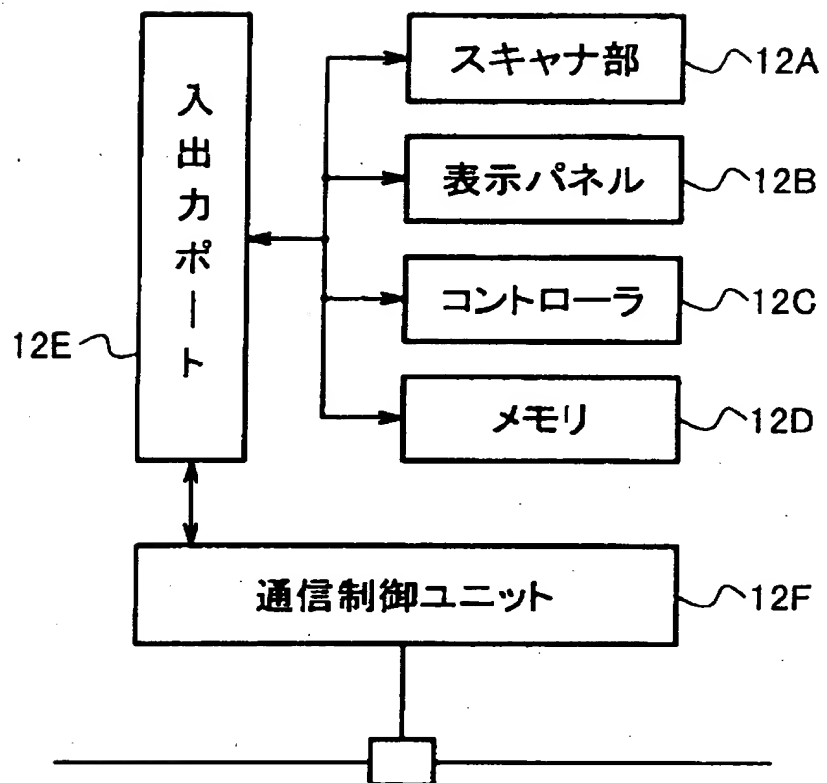 スキャナ部
12A
入出力ポート
表示パネル
12B
コントローラ
12C
12E
メモリ
12D
通信制御ユニット
12F